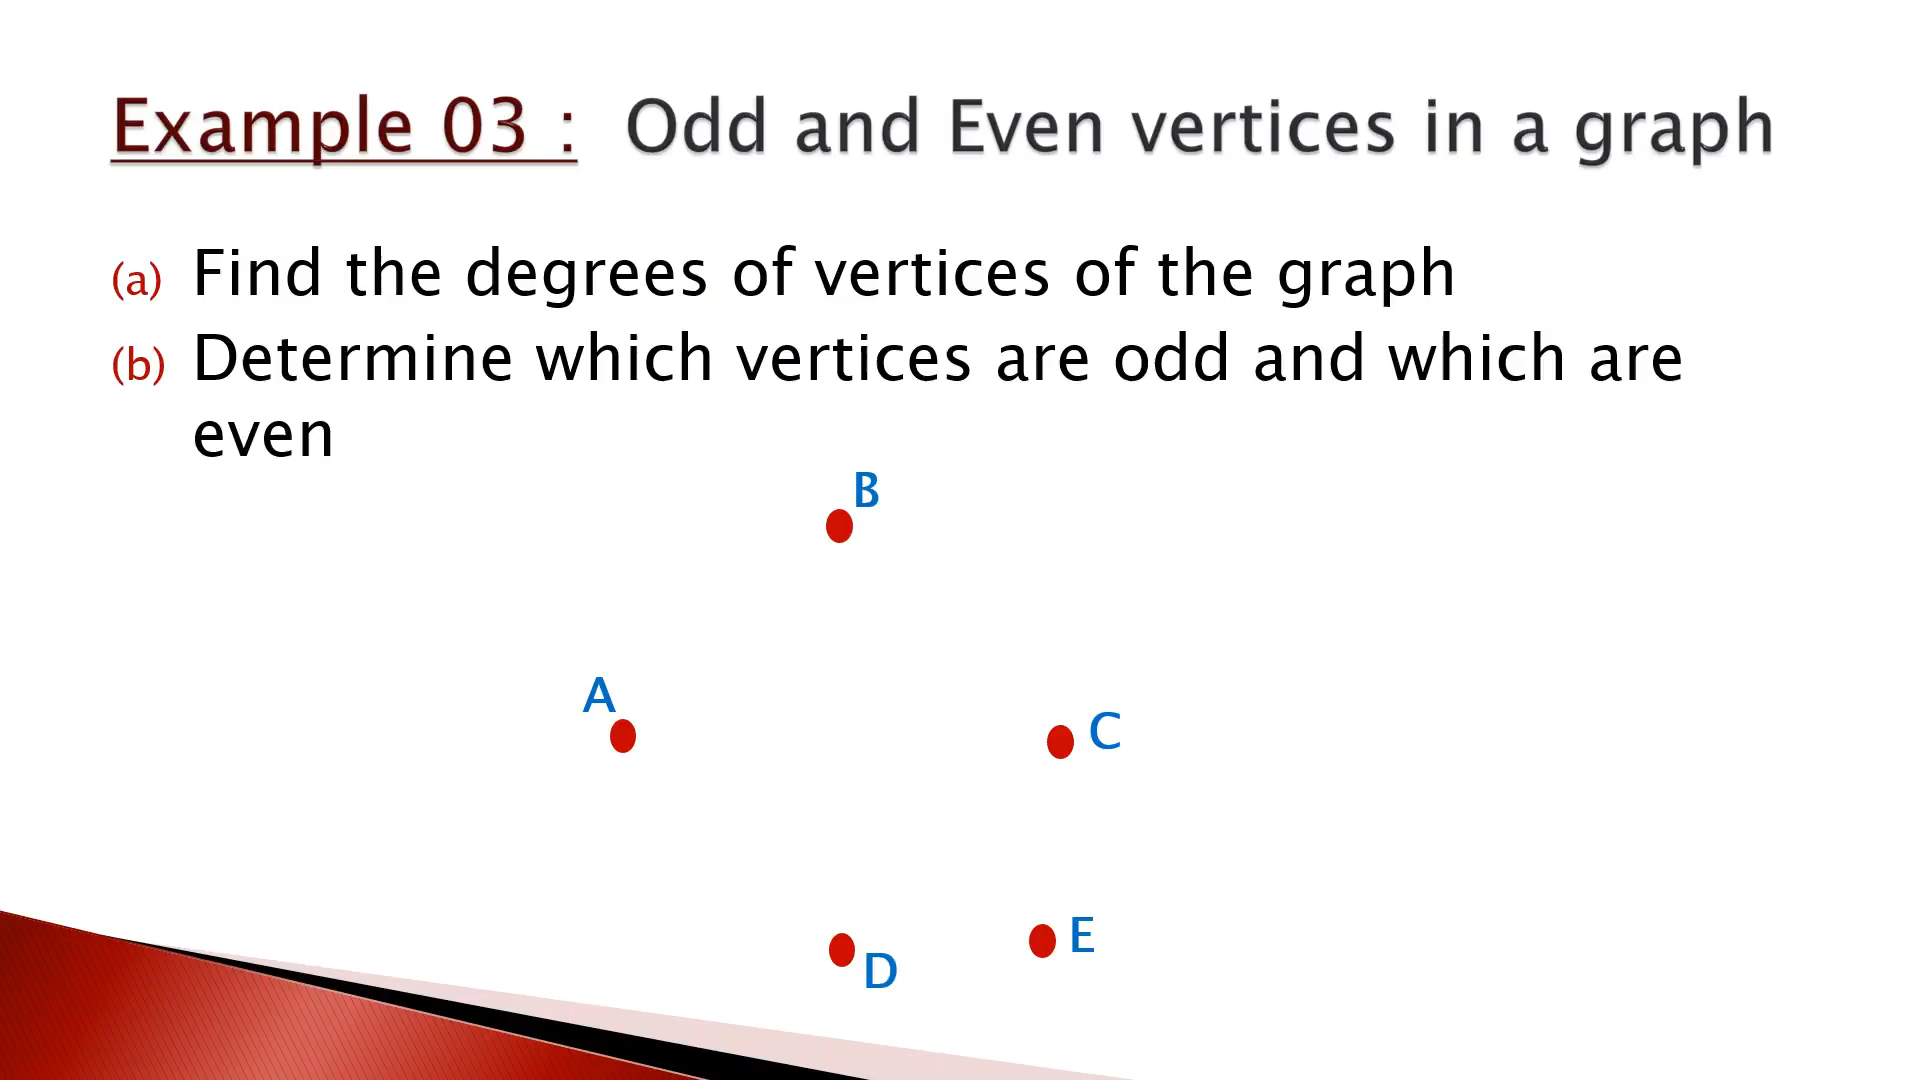 Example 03 : Odd and Even vertices in a graph
(a) Find the degrees of vertices of the graph
(b) Determine which vertices are odd and which are
even
B
A
C
E
D